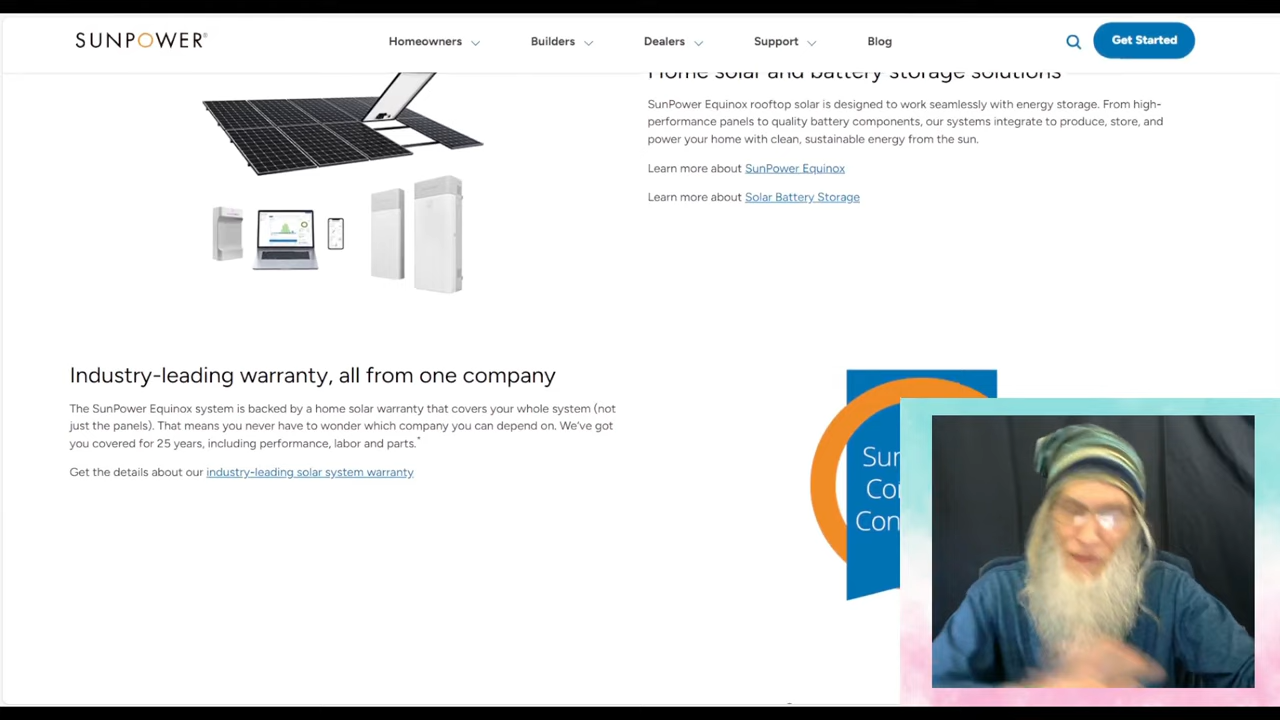 SUNPOWER®
Homeowners
Builders
Dealers
Support
Blog
Get Started
Home solar and battery storage solutions
SunPower Equinox rooftop solar is designed to work seamlessly with energy storage. From high-
performance panels to quality battery components, our systems integrate to produce, store, and
power your home with clean, sustainable energy from the sun.
Learn more about SunPower Equinox
Learn more about Solar Battery Storage
Industry-leading warranty, all from one company
The SunPower Equinox system is backed by a home solar warranty that covers your whole system (not
just the panels). That means you never have to wonder which company you can depend on. We've got
you covered for 25 years, including performance, labor and parts.*
Get the details about our industry-leading solar system warranty